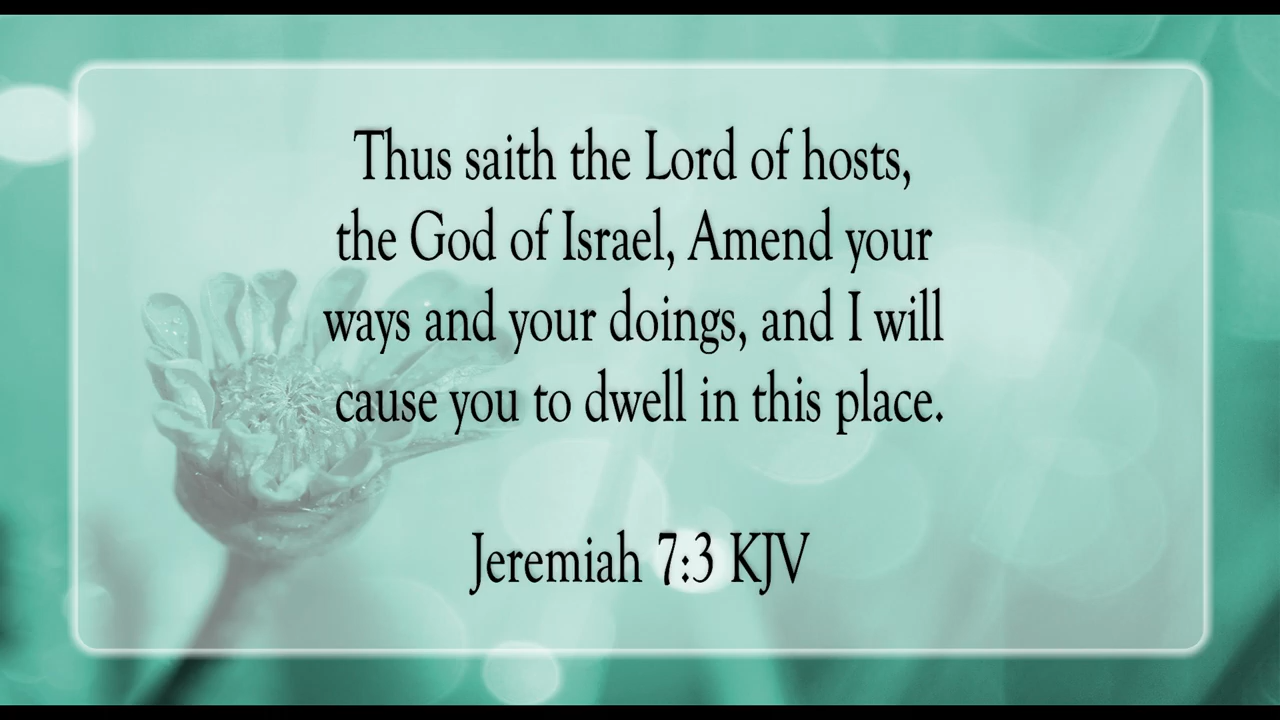 Thus saith the Lord of hosts,
the God of Israel, Amend your
ways and your doings, and I will
cause you to dwell in this place.
Jeremiah 7:3 KJV